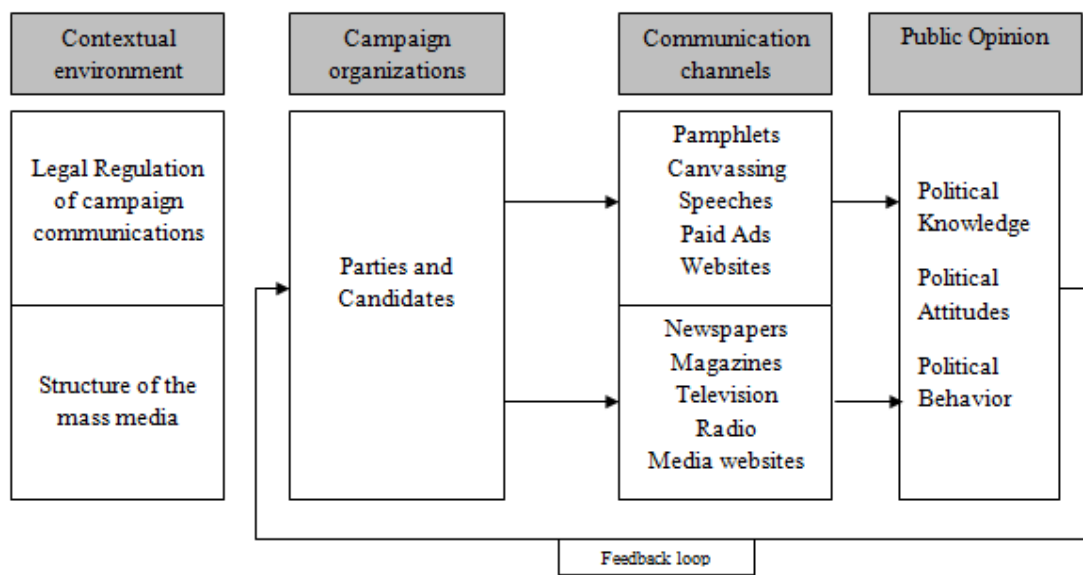 Contextual
environment
Campaign
organizations
Communication
channels
Public Opinion
Legal Regulation
of campaign
communications
Structure of the
mass media
Parties and
Candidates
Pamphlets
Canvassing
Speeches
Paid Ads
Websites
Newspapers
Magazines
Television
Radio
Media websites
Political
Knowledge
Political
Attitudes
Political
Behavior
Feedback loop